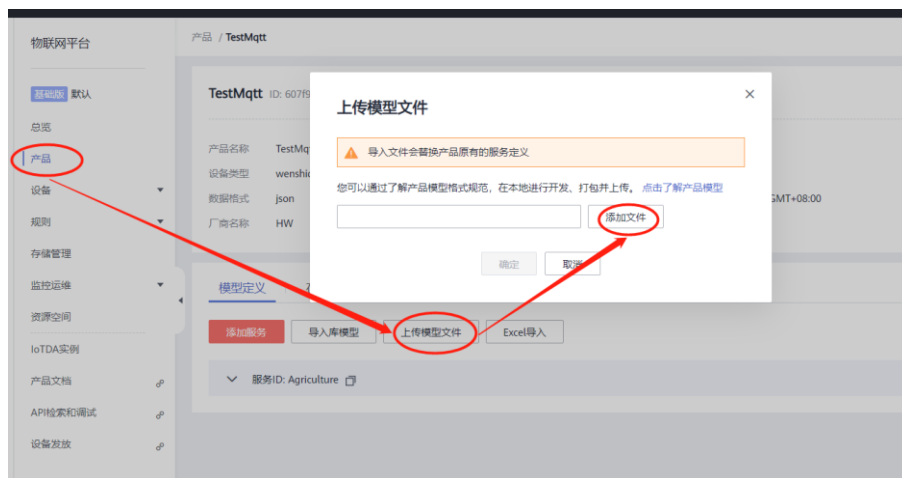 物联网平台
产品 / TestMqtt
基础版 默认
总览
产品
设备
规则
存储管理
监控运维
资源空间
IoTDA实例
产品文档
API检索和调试
设备发放
TestMqtt ID: 607f9
产品名称 TestMq
设备类型 wenshi
数据格式 json
厂商名称 HW
GMT+08:00
上传模型文件
导入文件会替换产品原有的服务定义
您可以通过了解产品模型格式规范，在本地进行开发、打包并上传。 点击了解产品模型
添加文件
确定 取消
模型定义
添加服务 导入库模型 上传模型文件 Excel导入
服务ID: Agriculture